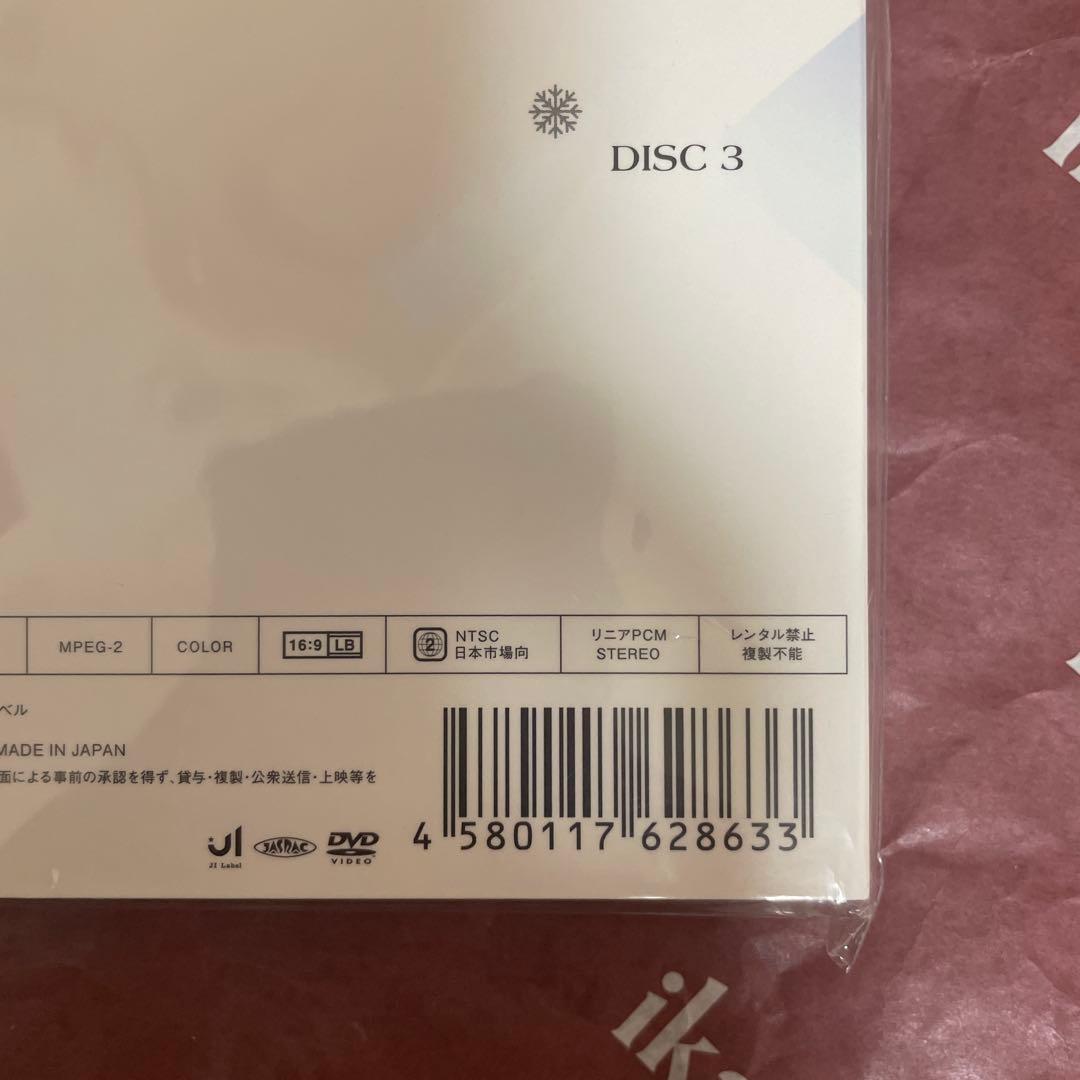 DISC 3
MPEG-2
COLOR
16:9 LB
2
NTSC
日本市場向
リニアPCM
STEREO
レンタル禁止
複製不能
ベル
MADE IN JAPAN
面による事前の承認を得ず、貸与・複製・公衆送信・上映等を
JI
JI Label
JASRAC
DVD
VIDEO
4 580117 628633
ik